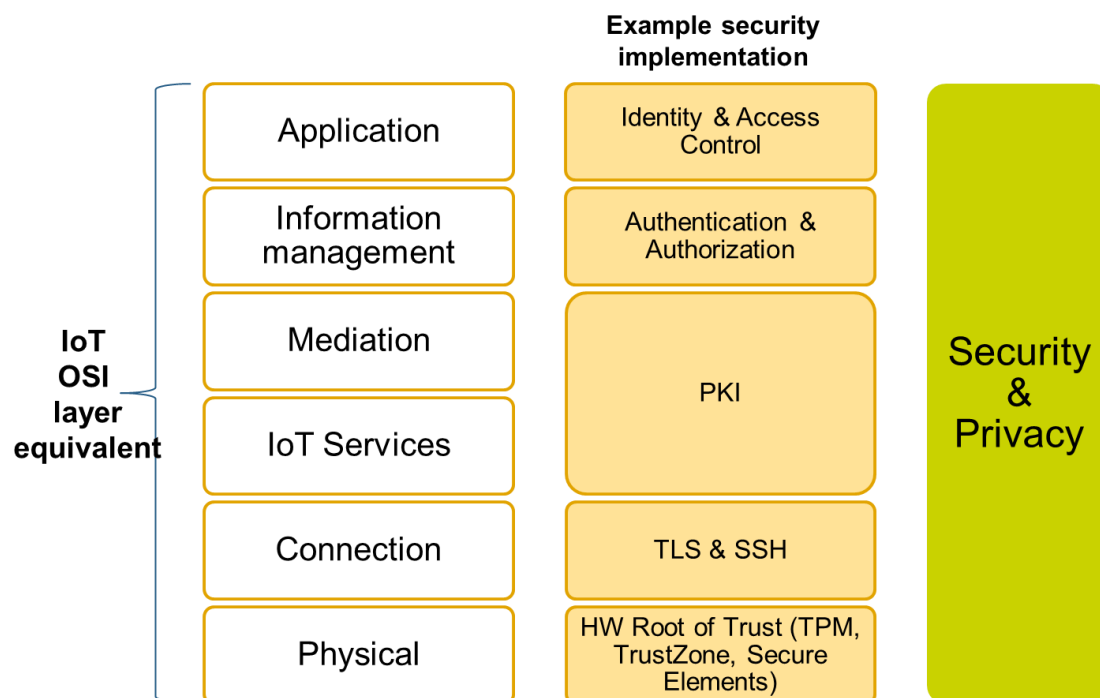 Example security
implementation
IoT
OSI
layer
equivalent
Application
Identity & Access
Control
Information
management
Authentication &
Authorization
Mediation
IoT Services
PKI
Connection
TLS & SSH
Physical
HW Root of Trust (TPM,
TrustZone, Secure
Elements)
Security
&
Privacy